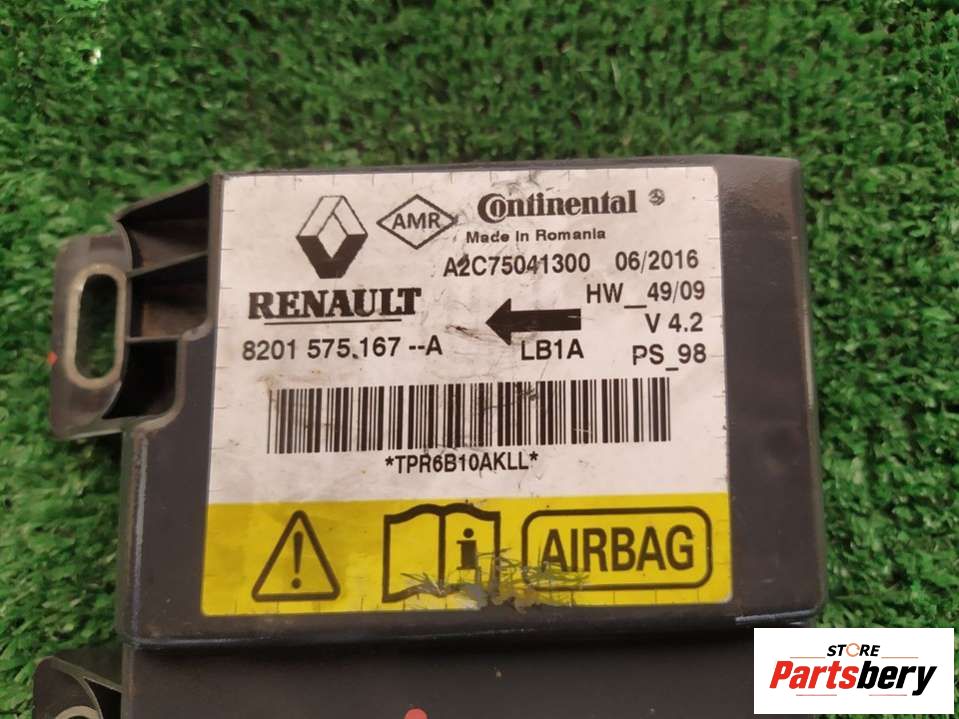 AMR Continental
Made in Romania
A2C75041300 06/2016
RENAULT HW_49/09
V 4.2
8201 575.167 --A LB1A PS_98
*TPR6B10AKLL*
! i AIRBAG
STORE
Partsbery